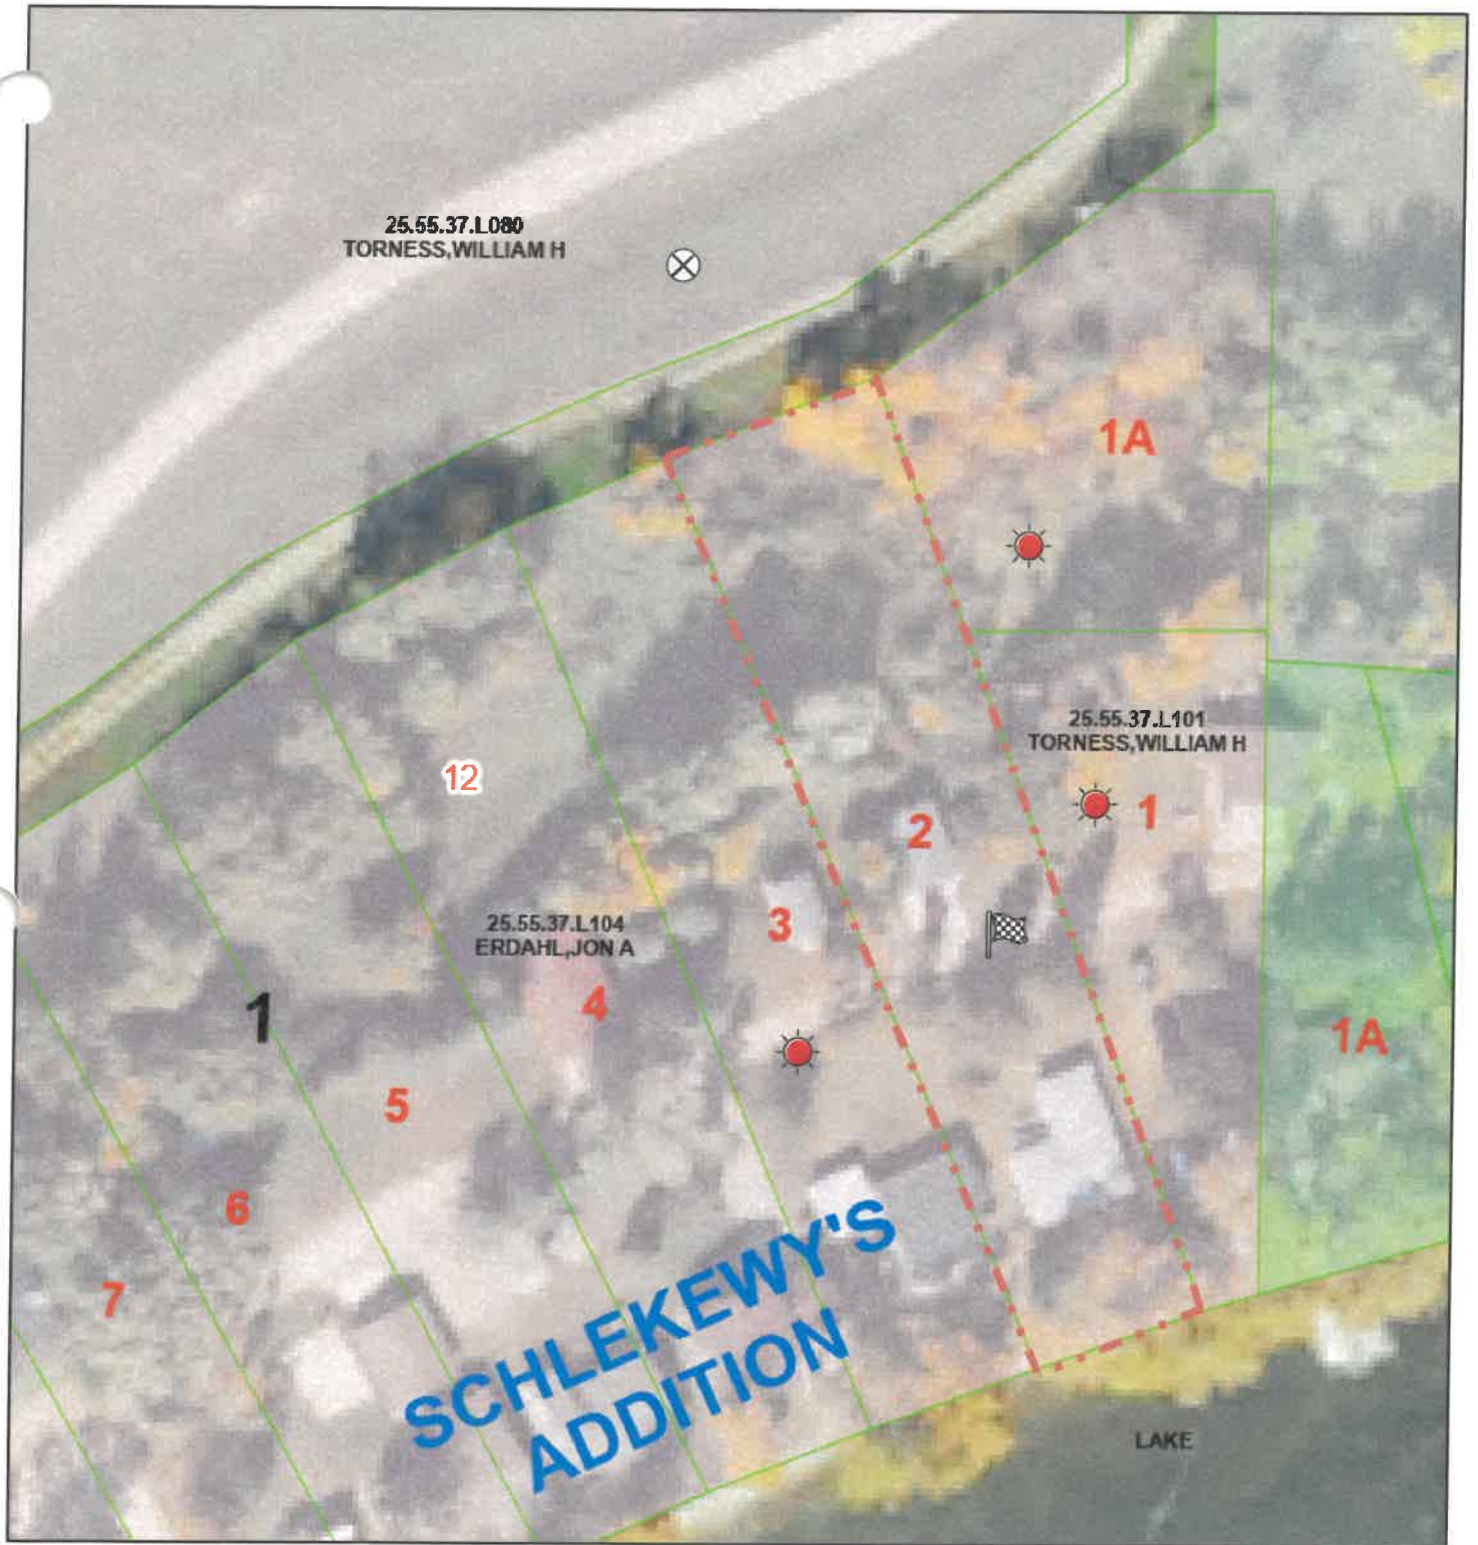 25.55.37.L080
TORNESS,WILLIAM H
1A
25.55.37.L101
TORNESS,WILLIAM H
12
1
2
3
25.55.37.L104
ERDAHL,JON A
4
1
1A
5
6
7
SCHLEKEWY'S
ADDITION
LAKE